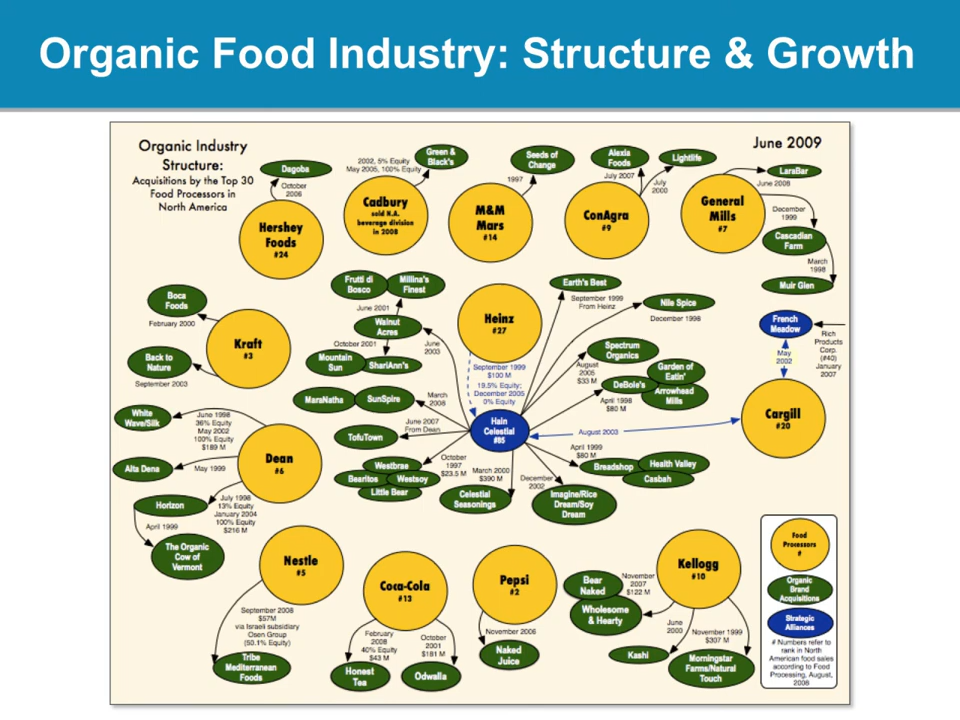 Organic Food Industry: Structure & Growth
Organic Industry
Structure:
Acquisitions by the Top 30
Food Processors in
North America
June 2009
Dagoba
October
2006
Hershey
Foods
#24
2002, 5% Equity
May 2005, 100% Equity
Green &
Black's
Cadbury
sold N.A.
beverage division
in 2008
Seeds of
Change
1997
M&M
Mars
#14
Alexia
Foods
July 2007
Lightlife
July
2000
ConAgra
#9
LaraBar
June 2008
General
Mills
#7
December
1999
Cascadian
Farm
March
1998
Muir Glen
Boca
Foods
February 2000
Kraft
#3
Back to
Nature
September 2003
Frutti di
Bosco
Millina's
Finest
June 2001
Walnut
Acres
October 2001
Mountain
Sun
ShariAnn's
June
2003
Heinz
#27
September 1999
$100 M
19.5% Equity;
December 2005
0% Equity
Earth's Best
September 1999
From Heinz
Nile Spice
December 1998
Spectrum
Organics
August
2005
$33 M
Garden of
Eatin'
DeBole's
Arrowhead
Mills
April 1998
$80 M
French
Meadow
Rich
Products
Corp.
(#40)
January
2007
May
2002
Cargill
#20
August 2003
MaraNatha
SunSpire
March
2008
TofuTown
June 2007
From Dean
Hain
Celestial
#85
Westbrae
Bearitos
Westsoy
Little Bear
October
1997
$23.5 M
March 2000
$390 M
Celestial
Seasonings
December
2002
Imagine/Rice
Dream/Soy
Dream
April 1999
$80 M
Breadshop
Health Valley
Casbah
White
Wave/Silk
June 1998
36% Equity
May 2002
100% Equity
$189 M
Dean
#6
Alta Dena
May 1999
Horizon
July 1998
13% Equity
January 2004
100% Equity
$216 M
April 1999
The Organic
Cow of
Vermont
Nestle
#5
September 2008
$57M
via Israeli subsidiary
Osen Group
(50.1% Equity)
Tribe
Mediterranean
Foods
Coca-Cola
#13
February
2008
40% Equity
$43 M
Honest
Tea
October
2001
$181 M
Odwalla
Pepsi
#2
November 2006
Naked
Juice
Kellogg
#10
Bear
Naked
November
2007
$122 M
Wholesome
& Hearty
June
2000
Kashi
November 1999
$307 M
Morningstar
Farms/Natural
Touch
Food
Processors
#
Organic
Brand
Acquisitions
Strategic
Alliances
# Numbers refer to
rank in North
American food sales
according to Food
Processing, August,
2008